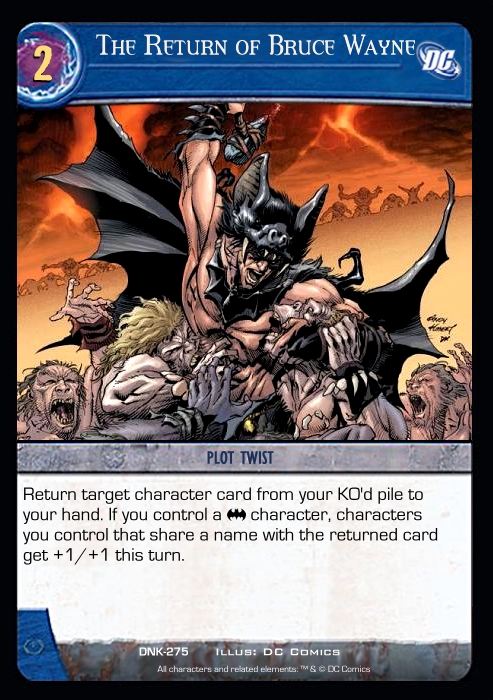 2
The Return of Bruce Wayne
DC
ANDY
KUBERT
PLOT TWIST
Return target character card from your KO'd pile to
your hand. If you control a character, characters
you control that share a name with the returned card
get +1/+1 this turn.
DNK-275 Illus: DC Comics
All characters and related elements: ™ & © DC Comics